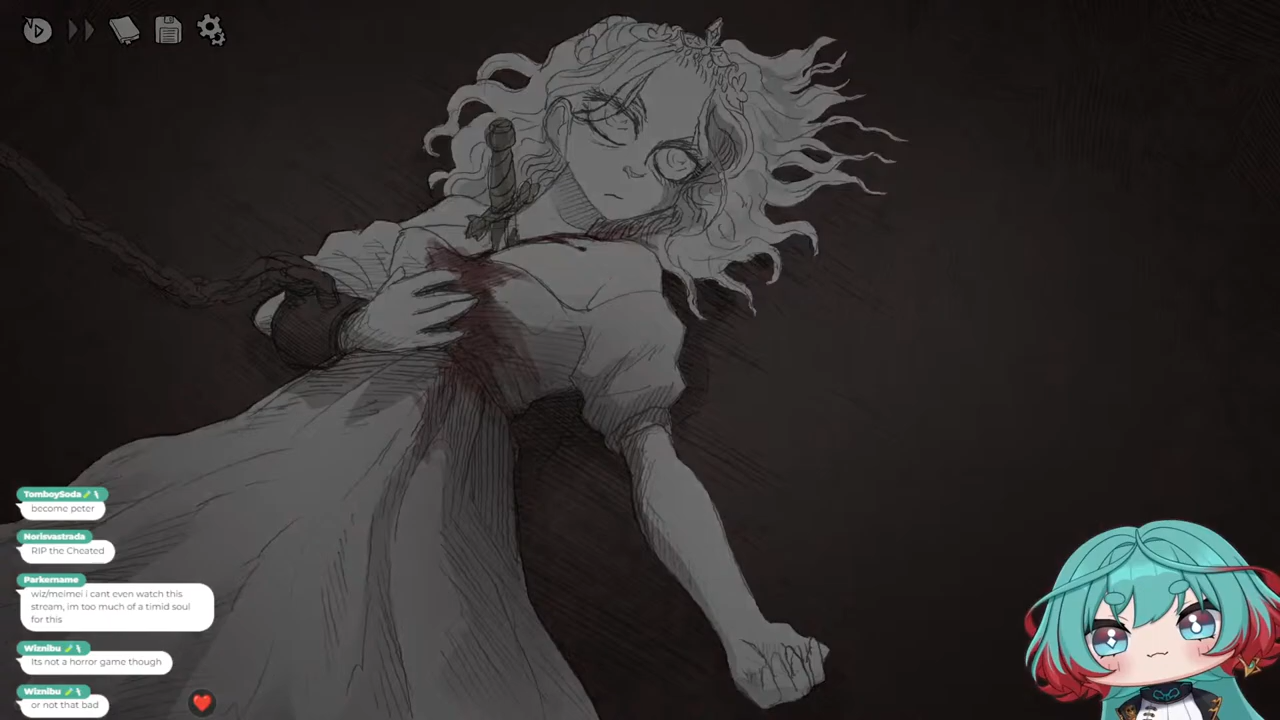 TomboySoda
become peter
Norisvastrada
RIP the Cheated
Parkername
wiz/meimei i cant even watch this
stream, im too much of a timid soul
for this
Wiznibu
Its not a horror game though
Wiznibu
or not that bad